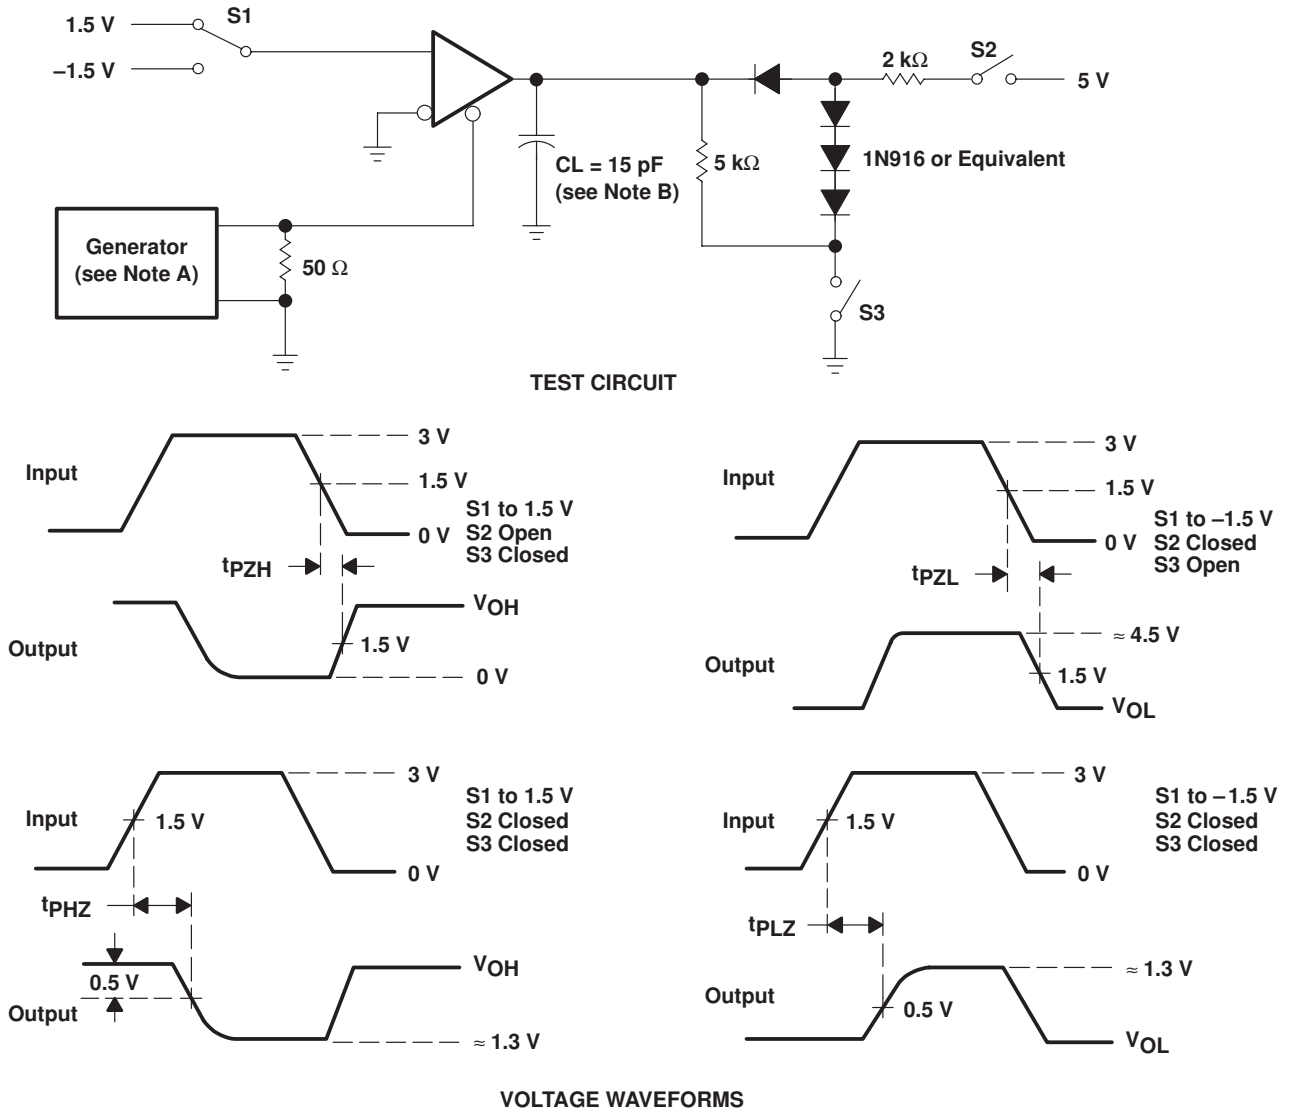 1.5 V
S1
–1.5 V
2 kΩ
S2
5 V
CL = 15 pF
(see Note B)
5 kΩ
1N916 or Equivalent
Generator
(see Note A)
50 Ω
S3
TEST CIRCUIT
Input
3 V
1.5 V
0 V
S1 to 1.5 V
S2 Open
S3 Closed
tPZH
Output
VOH
1.5 V
0 V
Input
3 V
1.5 V
0 V
S1 to –1.5 V
S2 Closed
S3 Open
tPZL
Output
≈ 4.5 V
1.5 V
VOL
Input
3 V
1.5 V
0 V
S1 to 1.5 V
S2 Closed
S3 Closed
tPHZ
0.5 V
Output
VOH
≈ 1.3 V
Input
3 V
1.5 V
0 V
S1 to –1.5 V
S2 Closed
S3 Closed
tPLZ
Output
≈ 1.3 V
0.5 V
VOL
VOLTAGE WAVEFORMS